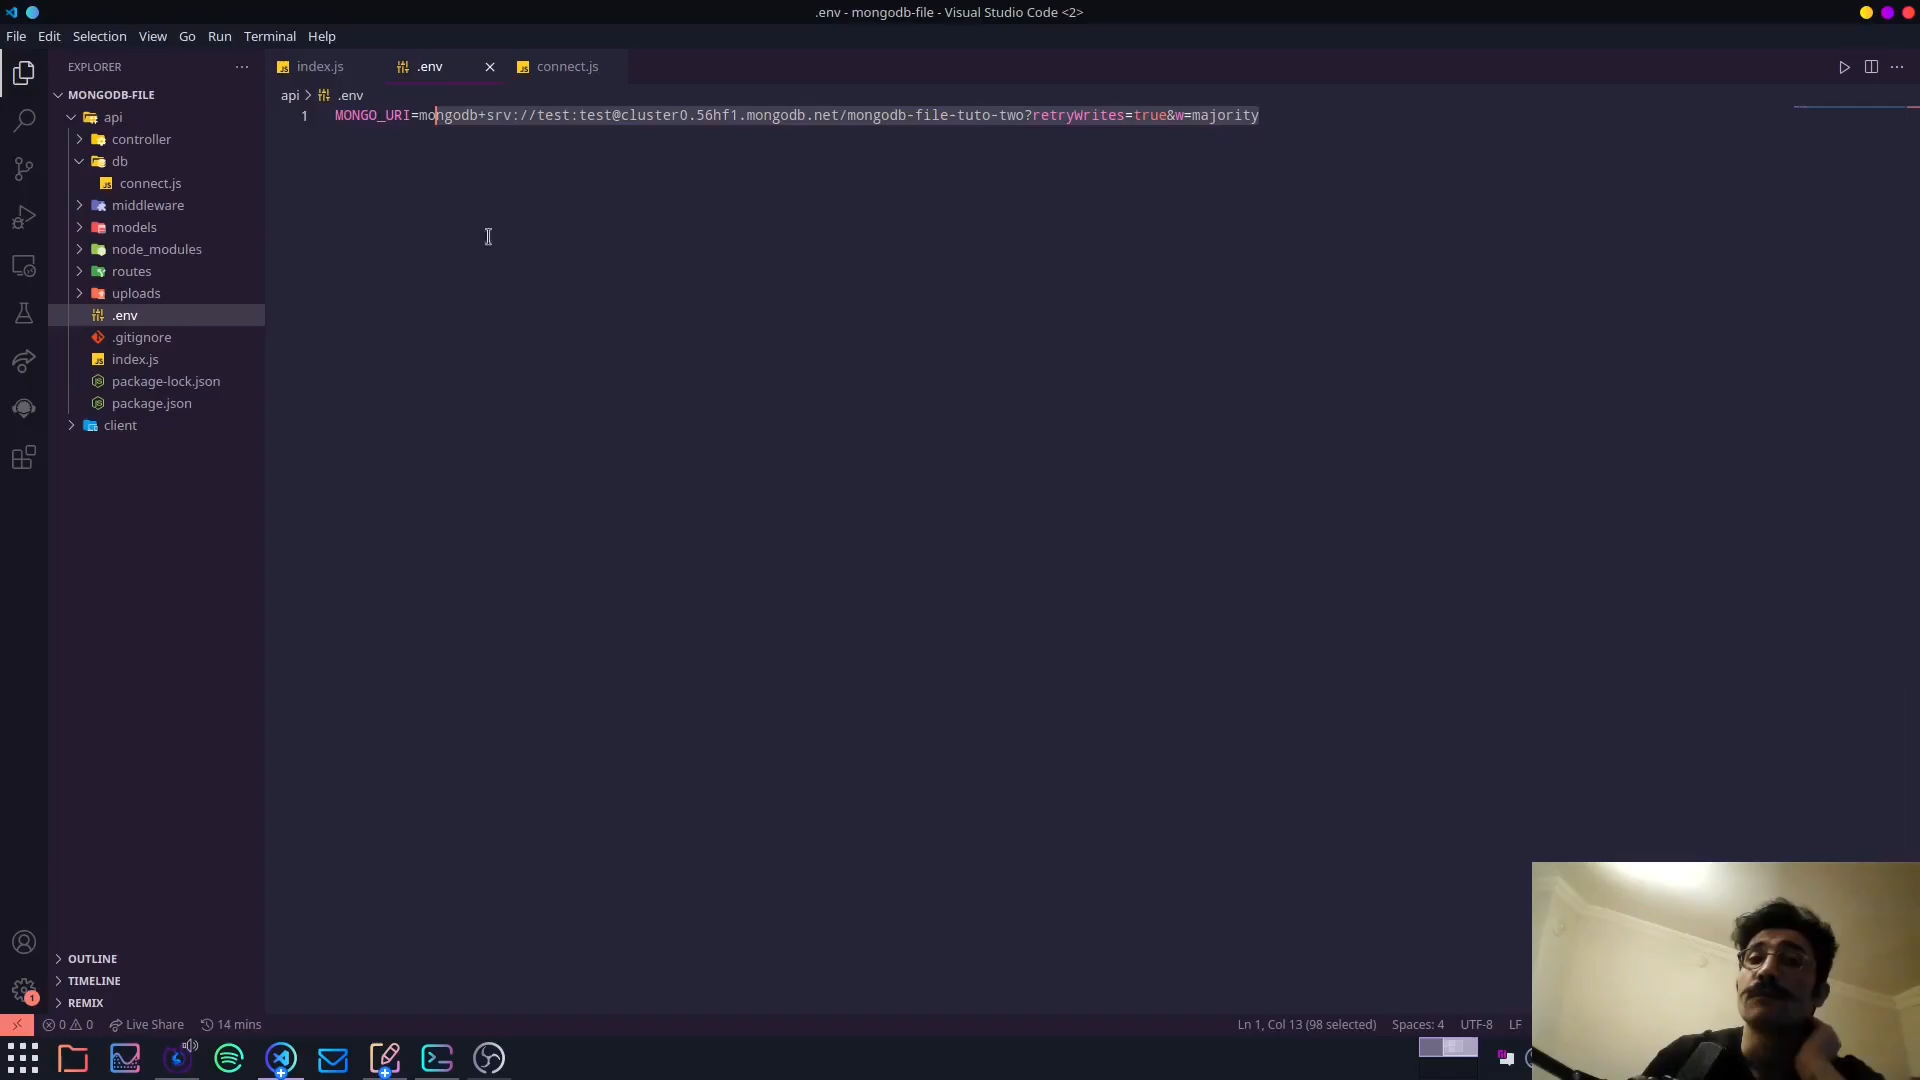 .env - mongodb-file - Visual Studio Code <2>
File Edit Selection View Go Run Terminal Help
EXPLORER
index.js
.env
connect.js
MONGODB-FILE
api
controller
db
connect.js
middleware
models
node_modules
routes
uploads
.env
.gitignore
index.js
package-lock.json
package.json
client
api .env
1 MONGO_URI=mongodb+srv://test:test@cluster0.56hf1.mongodb.net/mongodb-file-tuto-two?retryWrites=true&w=majority
OUTLINE
TIMELINE
REMIX
1
0 0 Live Share 14 mins
Ln 1, Col 13 (98 selected) Spaces: 4 UTF-8 LF